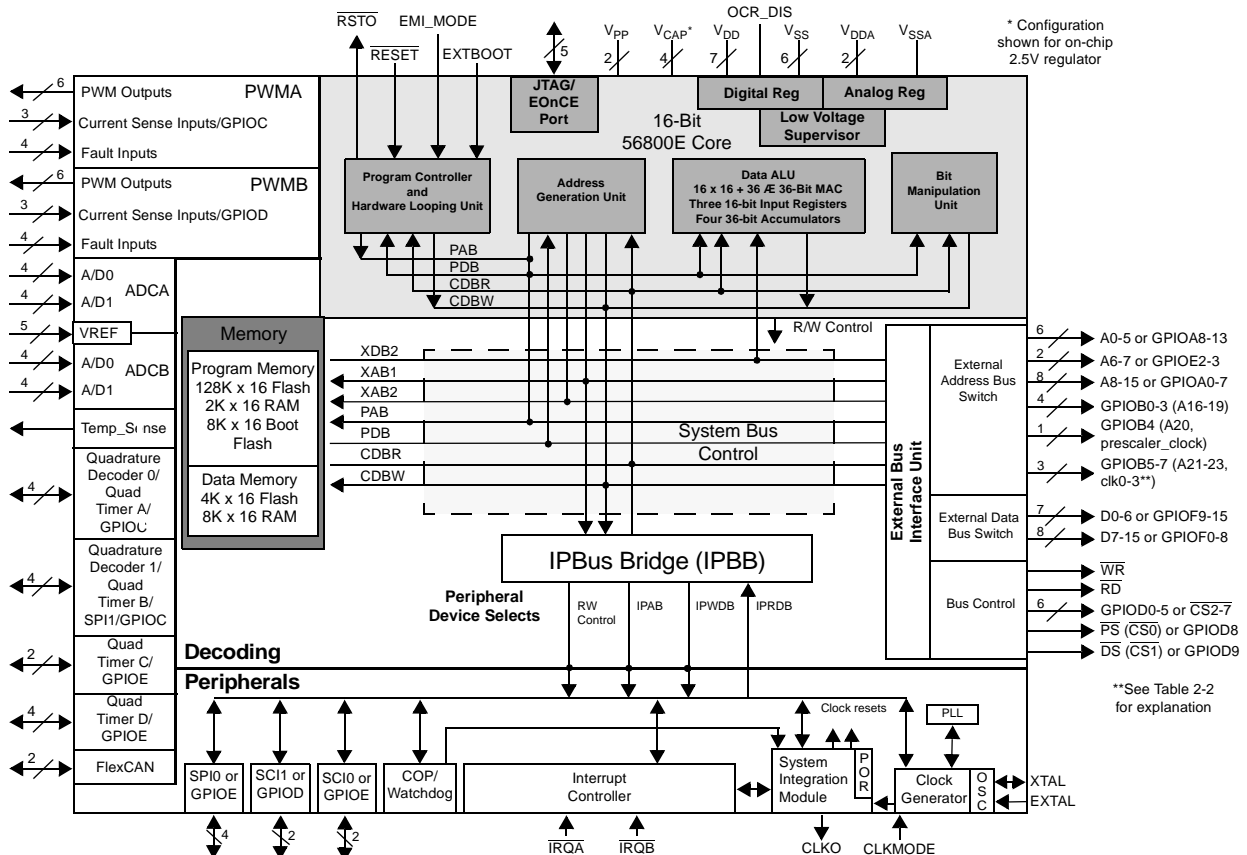 RSTO
EMI_MODE
RESET
EXTBOOT
5
VPP
2
VCAP*
4
VDD
7
OCR_DIS
VSS
6
VDDA
2
VSSA
* Configuration
shown for on-chip
2.5V regulator
6
PWM Outputs
PWMA
3
Current Sense Inputs/GPIOC
4
Fault Inputs
6
PWM Outputs
PWMB
3
Current Sense Inputs/GPIOD
4
Fault Inputs
4
A/D0
4
A/D1
ADCA
5
VREF
4
A/D0
4
A/D1
ADCB
Temp_Sense
4
Quadrature
Decoder 0/
Quad
Timer A/
GPIOC
4
Quadrature
Decoder 1/
Quad
Timer B/
SPI1/GPIOC
2
Quad
Timer C/
GPIOE
4
Quad
Timer D/
GPIOE
2
FlexCAN
JTAG/
EOnCE
Port
Digital Reg
Analog Reg
Low Voltage
Supervisor
16-Bit
56800E Core
Program Controller
and
Hardware Looping Unit
Address
Generation Unit
Data ALU
16 x 16 + 36 Æ 36-Bit MAC
Three 16-bit Input Registers
Four 36-bit Accumulators
Bit
Manipulation
Unit
PAB
PDB
CDBR
CDBW
R/W Control
Memory
Program Memory
128K x 16 Flash
2K x 16 RAM
8K x 16 Boot
Flash
Data Memory
4K x 16 Flash
8K x 16 RAM
XDB2
XAB1
XAB2
PAB
PDB
CDBR
CDBW
System Bus
Control
External Bus
Interface Unit
External
Address Bus
Switch
External Data
Bus Switch
Bus Control
6
A0-5 or GPIOA8-13
2
A6-7 or GPIOE2-3
8
A8-15 or GPIOA0-7
4
GPIOB0-3 (A16-19)
1
GPIOB4 (A20,
prescaler_clock)
3
GPIOB5-7 (A21-23,
clk0-3**)
7
D0-6 or GPIOF9-15
8
D7-15 or GPIOF0-8
WR
RD
6
GPIOD0-5 or CS2-7
PS (CS0) or GPIOD8
DS (CS1) or GPIOD9
**See Table 2-2
for explanation
IPBus Bridge (IPBB)
Peripheral
Device Selects
RW
Control
IPAB
IPWDB
IPRDB
Decoding
Peripherals
Clock resets
PLL
SPI0 or
GPIOE
SCI1 or
GPIOD
SCI0 or
GPIOE
COP/
Watchdog
Interrupt
Controller
System
Integration
Module
POR
Clock
Generator
OSC
XTAL
EXTAL
4
2
2
IRQA
IRQB
CLKO
CLKMODE